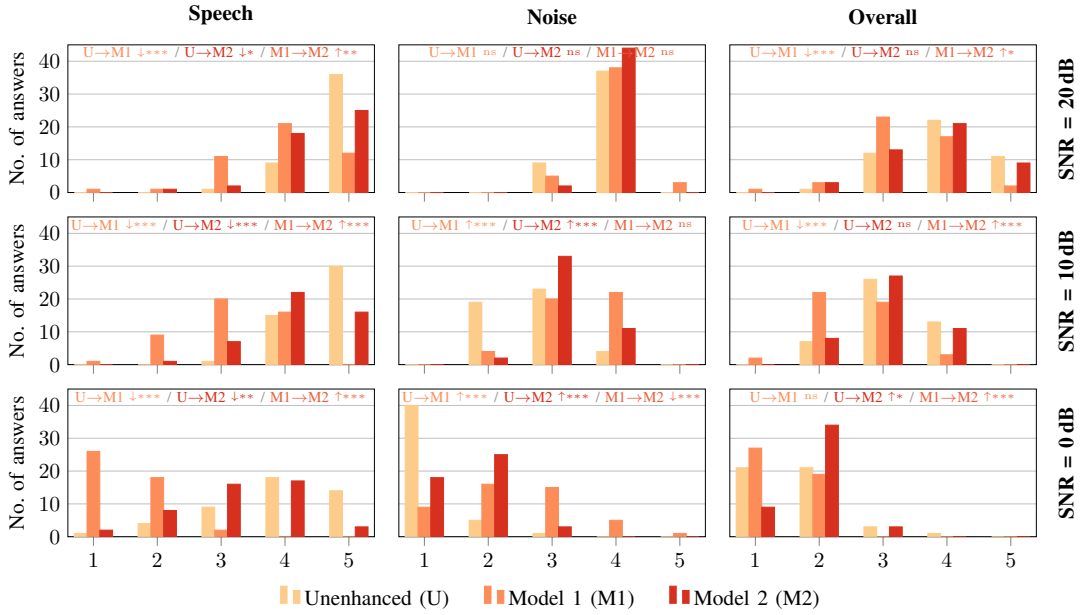 Speech Noise Overall
U→M1 ↓*** / U→M2 ↓* / M1→M2 ↑**
U→M1 ns / U→M2 ns / M1→M2 ns
U→M1 ↓*** / U→M2 ns / M1→M2 ↑*
No. of answers
40
30
20
10
0
SNR = 20 dB
U→M1 ↓*** / U→M2 ↓*** / M1→M2 ↑***
U→M1 ↑*** / U→M2 ↑*** / M1→M2 ns
U→M1 ↓*** / U→M2 ns / M1→M2 ↑***
No. of answers
40
30
20
10
0
SNR = 10 dB
U→M1 ↓*** / U→M2 ↓** / M1→M2 ↑***
U→M1 ↑*** / U→M2 ↑*** / M1→M2 ↓***
U→M1 ns / U→M2 ↑* / M1→M2 ↑***
No. of answers
40
30
20
10
0
SNR = 0 dB
1 2 3 4 5 1 2 3 4 5 1 2 3 4 5
Unenhanced (U) Model 1 (M1) Model 2 (M2)